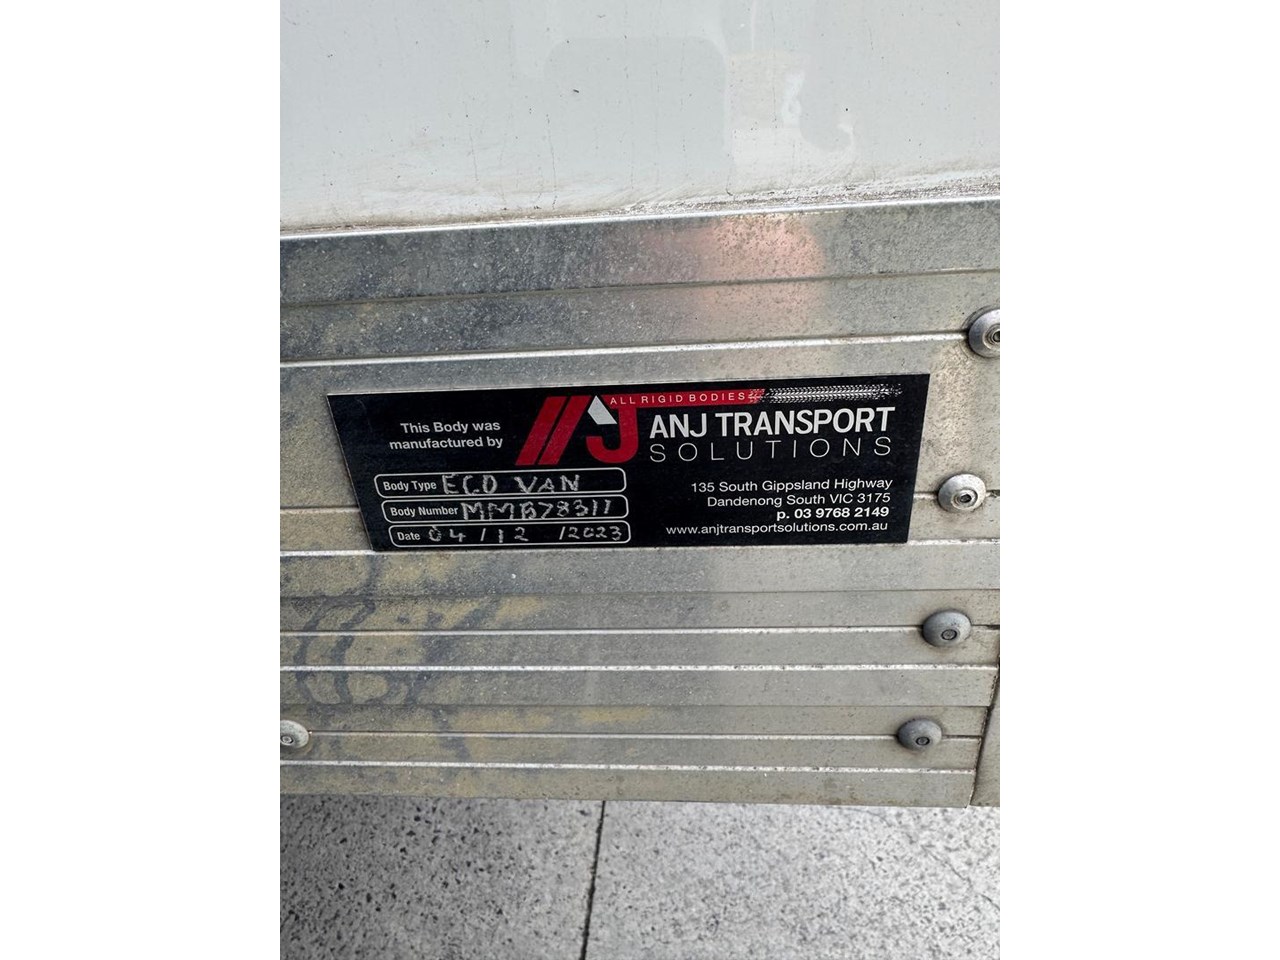 This Body was
manufactured by
AJ
ALL RIGID BODIES
ANJ TRANSPORT
SOLUTIONS
Body Type ECO VAN
Body Number MMB78311
Date 04/12/2023
135 South Gippsland Highway
Dandenong South VIC 3175
p. 03 9768 2149
www.anjtransportsolutions.com.au